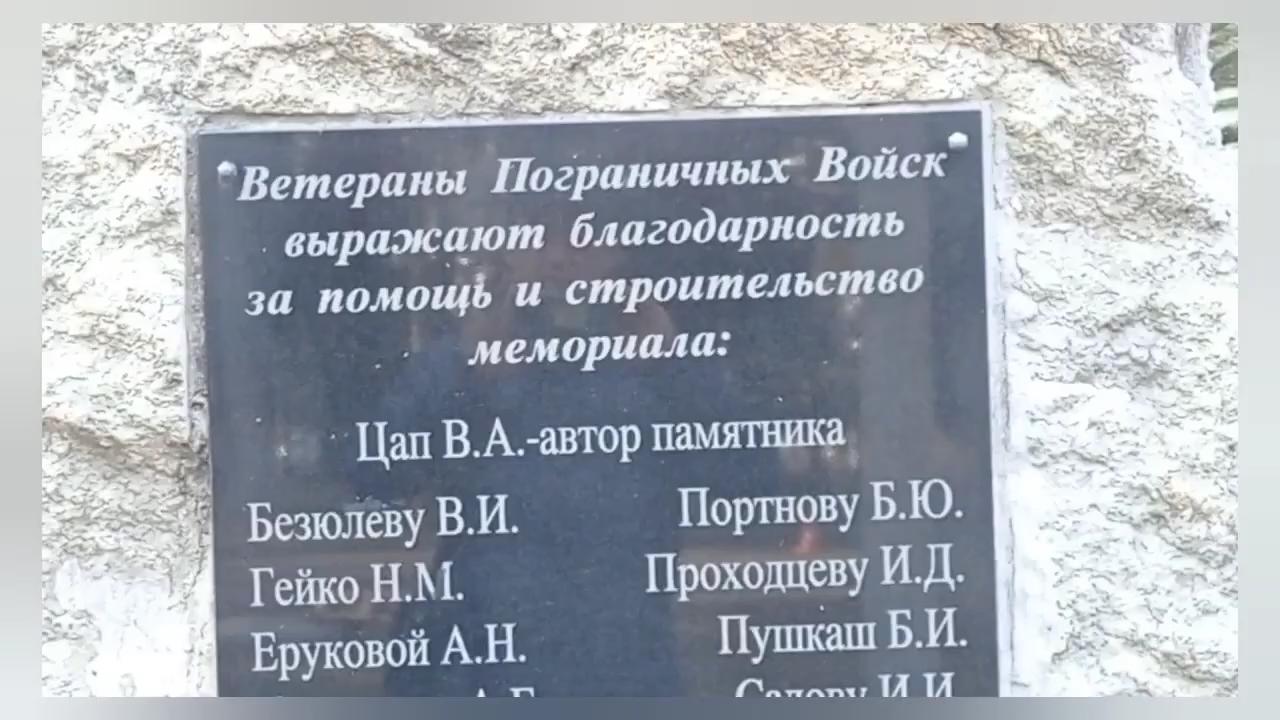 Ветераны Пограничных Войск
выражают благодарность
за помощь и строительство
мемориала:
Цап В.А.-автор памятника
Безюлеву В.И.
Портнову Б.Ю.
Гейко Н.М.
Проходцеву И.Д.
Еруковой А.Н.
Пушкаш Б.И.